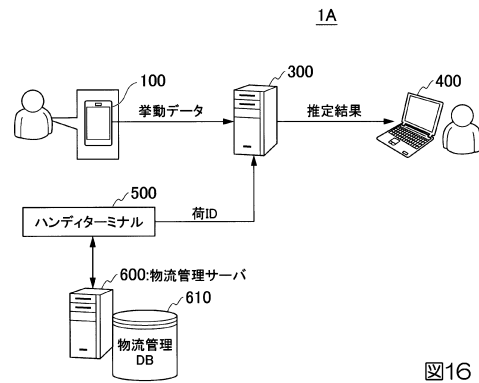 1A
100
300
400
挙動データ
推定結果
500
ハンディターミナル
荷ID
600:物流管理サーバ
610
物流管理
DB
図16